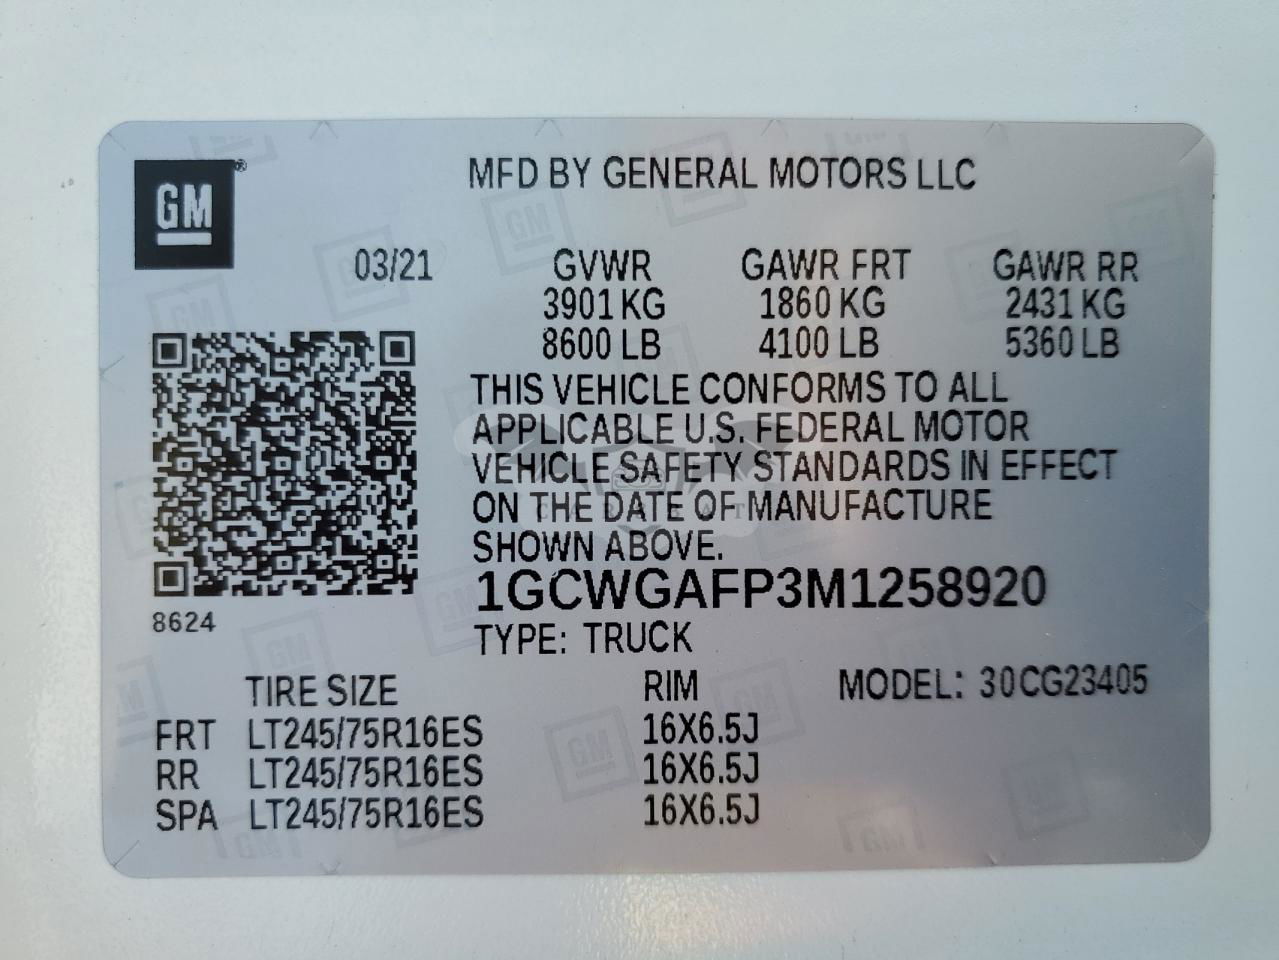 GM
MFD BY GENERAL MOTORS LLC
03/21 GVWR GAWR FRT GAWR RR
3901 KG 1860 KG 2431 KG
8600 LB 4100 LB 5360 LB
THIS VEHICLE CONFORMS TO ALL
APPLICABLE U.S. FEDERAL MOTOR
VEHICLE SAFETY STANDARDS IN EFFECT
ON THE DATE OF MANUFACTURE
SHOWN ABOVE.
1GCWGAFP3M1258920
8624
TYPE: TRUCK
TIRE SIZE RIM MODEL: 30CG23405
FRT LT245/75R16ES 16X6.5J
RR LT245/75R16ES 16X6.5J
SPA LT245/75R16ES 16X6.5J